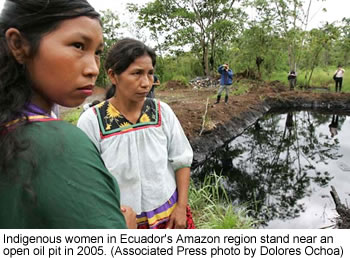 Indigenous women in Ecuador's Amazon region stand near an
open oil pit in 2005. (Associated Press photo by Dolores Ochoa)